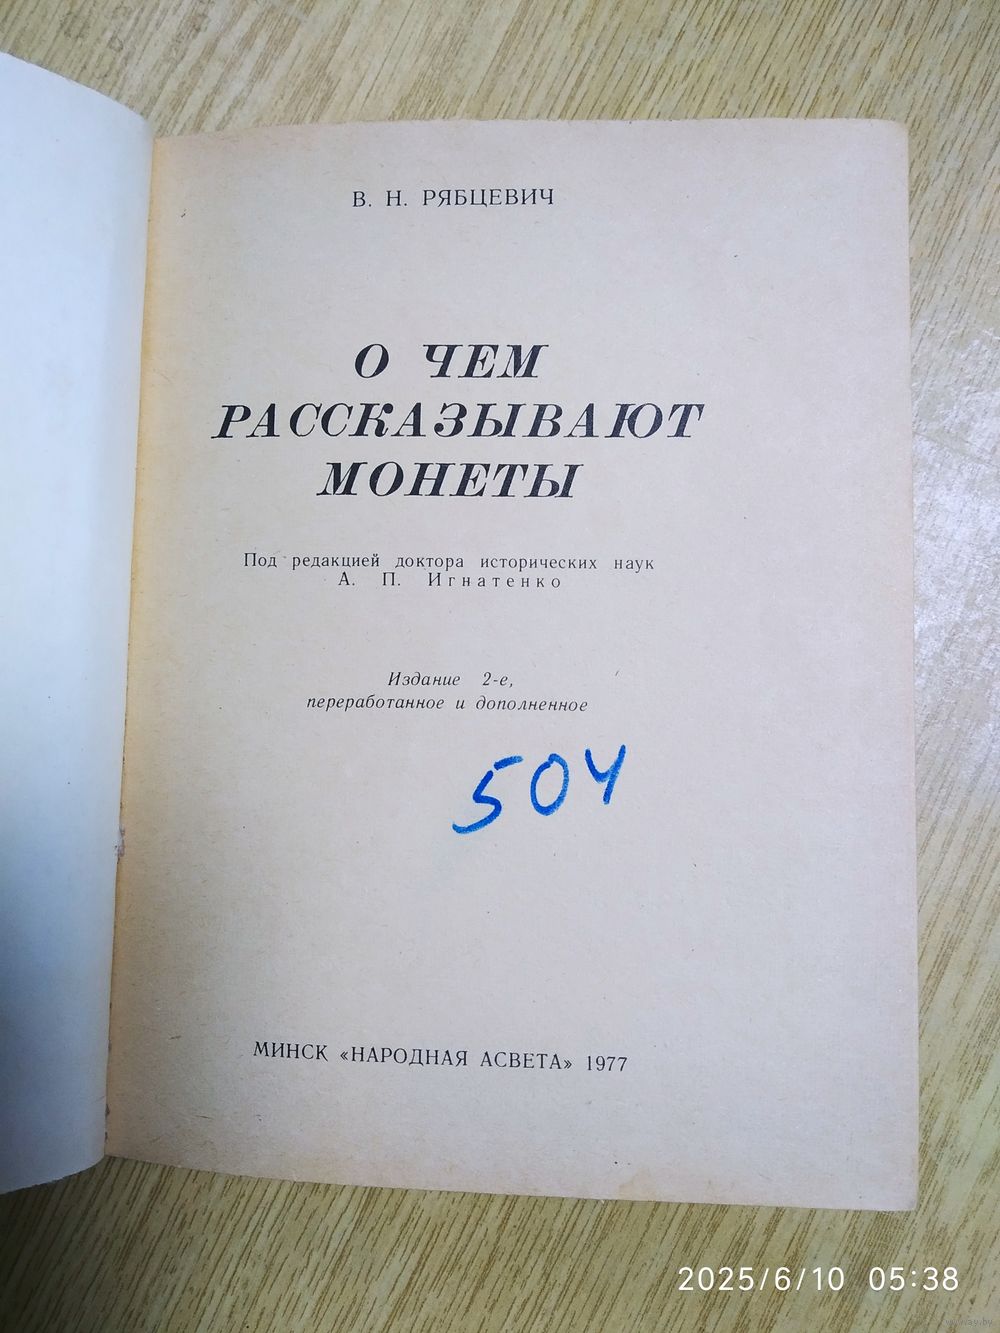 В. Н. РЯБЦЕВИЧ
О ЧЕМ
РАССКАЗЫВАЮТ
МОНЕТЫ
Под редакцией доктора исторических наук
А. П. Игнатенко
Издание 2-е,
переработанное и дополненное
504
МИНСК «НАРОДНАЯ АСВЕТА» 1977
2025/6/10 05:38